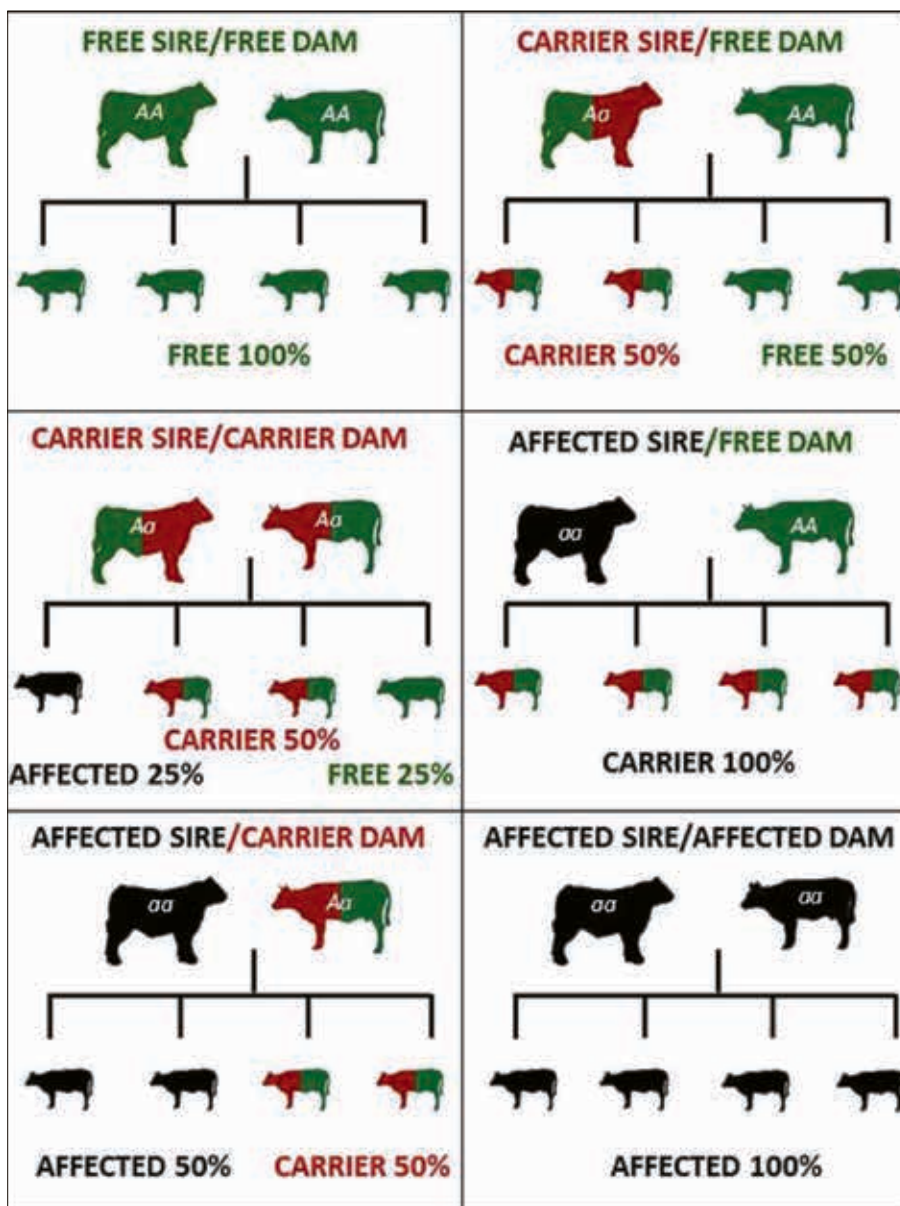 FREE SIRE/FREE DAM
AA AA
FREE 100%
CARRIER SIRE/FREE DAM
Aa AA
CARRIER 50% FREE 50%
CARRIER SIRE/CARRIER DAM
Aa Aa
CARRIER 50%
AFFECTED 25% FREE 25%
AFFECTED SIRE/FREE DAM
aa AA
CARRIER 100%
AFFECTED SIRE/CARRIER DAM
aa Aa
AFFECTED 50% CARRIER 50%
AFFECTED SIRE/AFFECTED DAM
aa aa
AFFECTED 100%